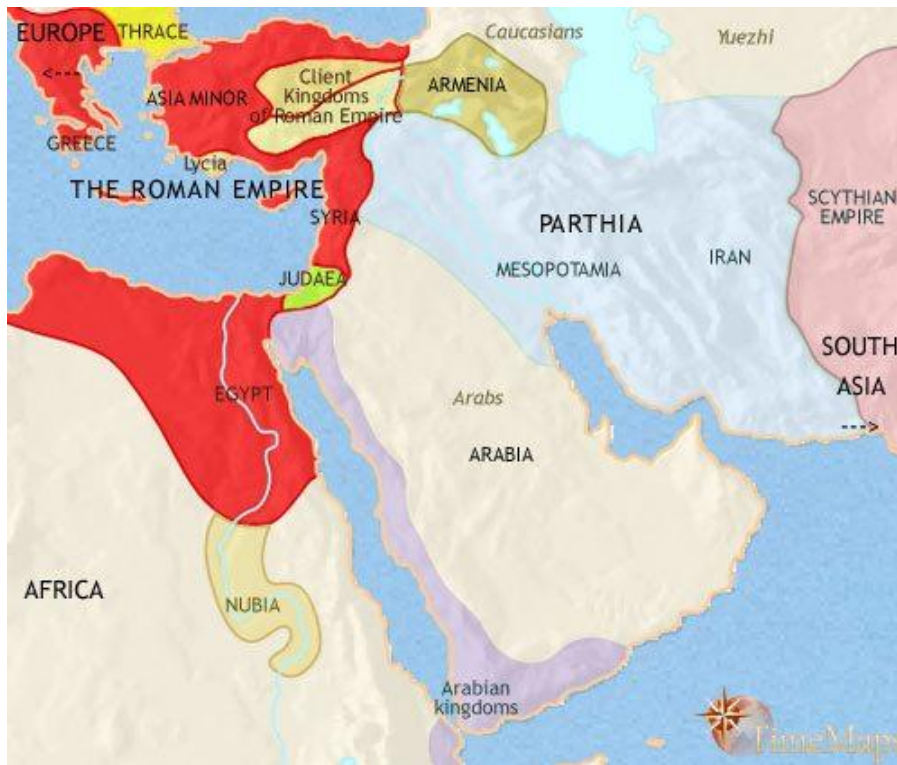 EUROPE
THRACE
Caucasians
Yuezhi
ASIA MINOR
Client
Kingdoms
of Roman Empire
ARMENIA
<---
GREECE
Lycia
THE ROMAN EMPIRE
SCYTHIAN
EMPIRE
SYRIA
PARTHIA
MESOPOTAMIA
IRAN
JUDAEA
SOUTH
ASIA
EGYPT
Arabs
--->
ARABIA
AFRICA
NUBIA
Arabian
kingdoms
TimeMaps